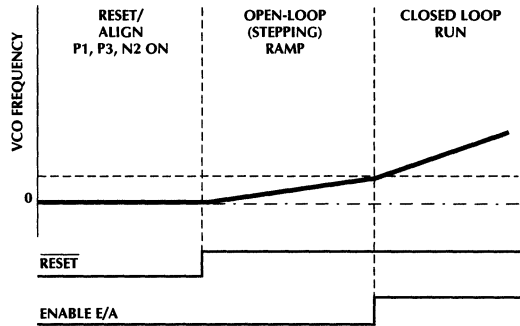 RESET/
ALIGN
P1, P3, N2 ON
OPEN-LOOP
(STEPPING)
RAMP
CLOSED LOOP
RUN
VCO FREQUENCY
0
RESET
ENABLE E/A